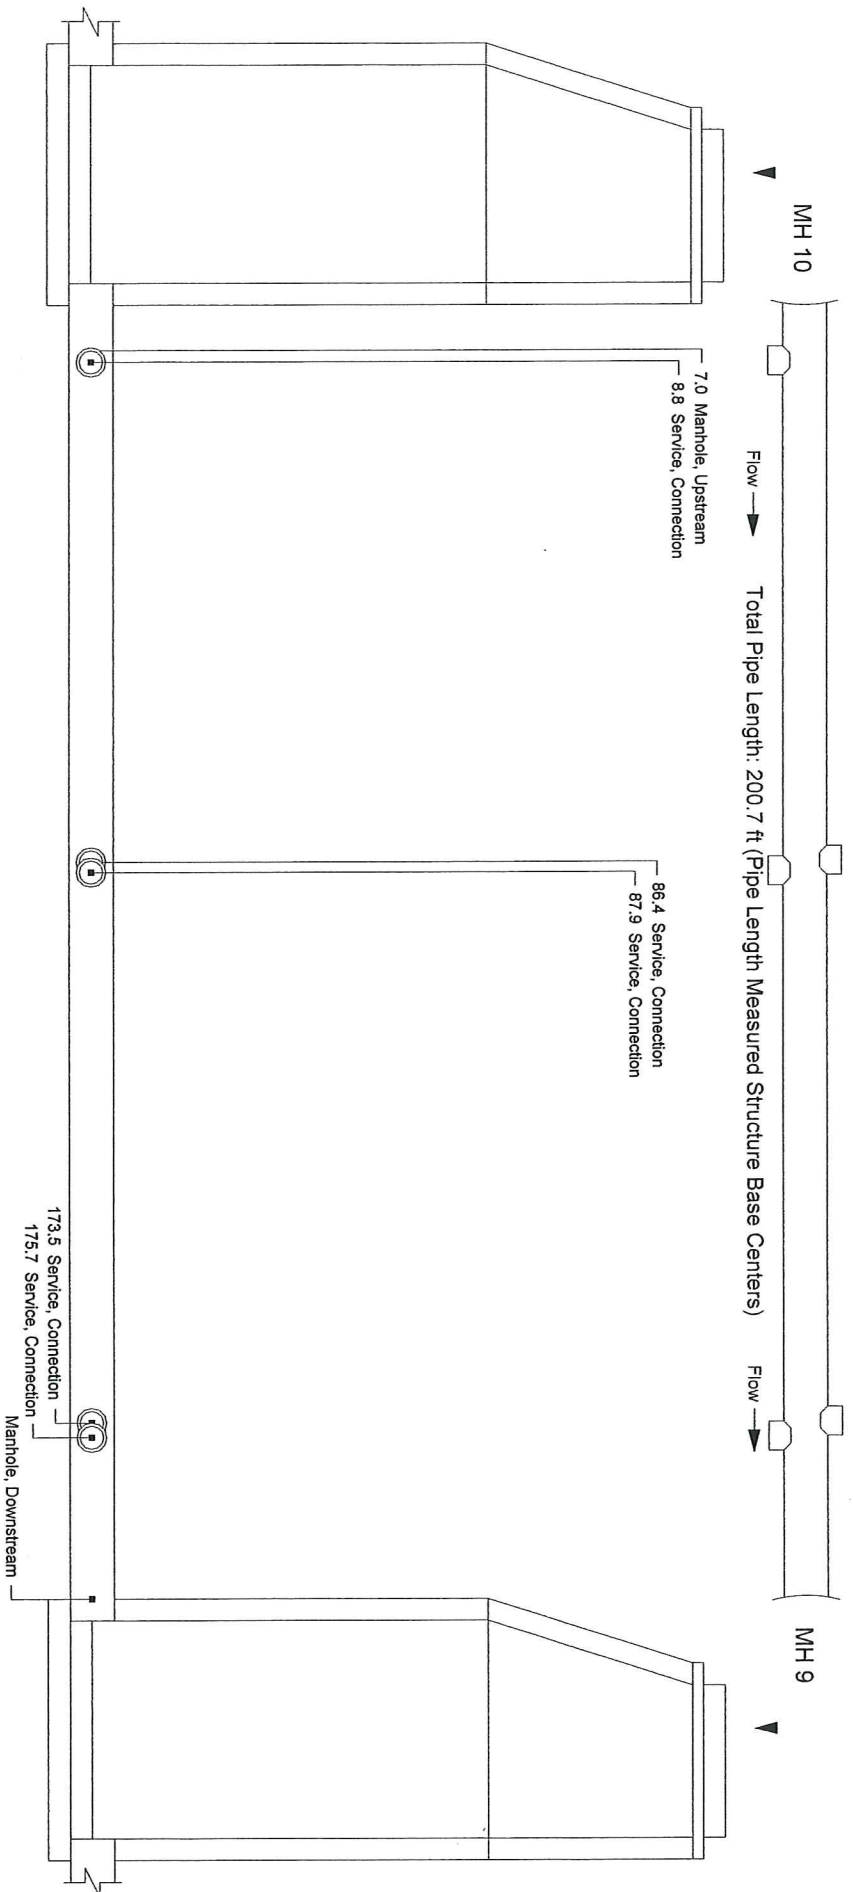 MH 10
MH 9
Flow
Total Pipe Length: 200.7 ft (Pipe Length Measured Structure Base Centers)
Flow
7.0 Manhole, Upstream
8.8 Service, Connection
86.4 Service, Connection
87.9 Service, Connection
173.5 Service, Connection
175.7 Service, Connection
Manhole, Downstream